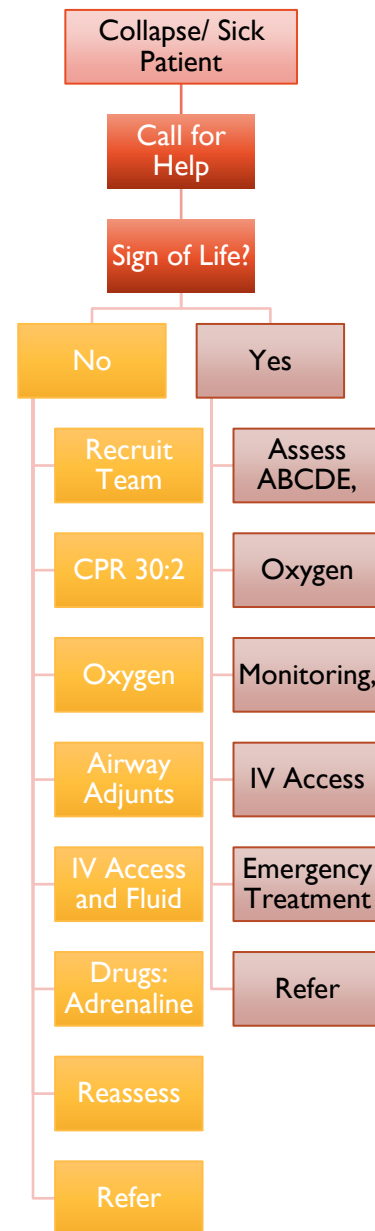 Collapse/ Sick
Patient
Call for
Help
Sign of Life?
No
Recruit
Team
CPR 30:2
Oxygen
Airway
Adjunts
IV Access
and Fluid
Drugs:
Adrenaline
Reassess
Refer
Yes
Assess
ABCDE,
Oxygen
Monitoring,
IV Access
Emergency
Treatment
Refer